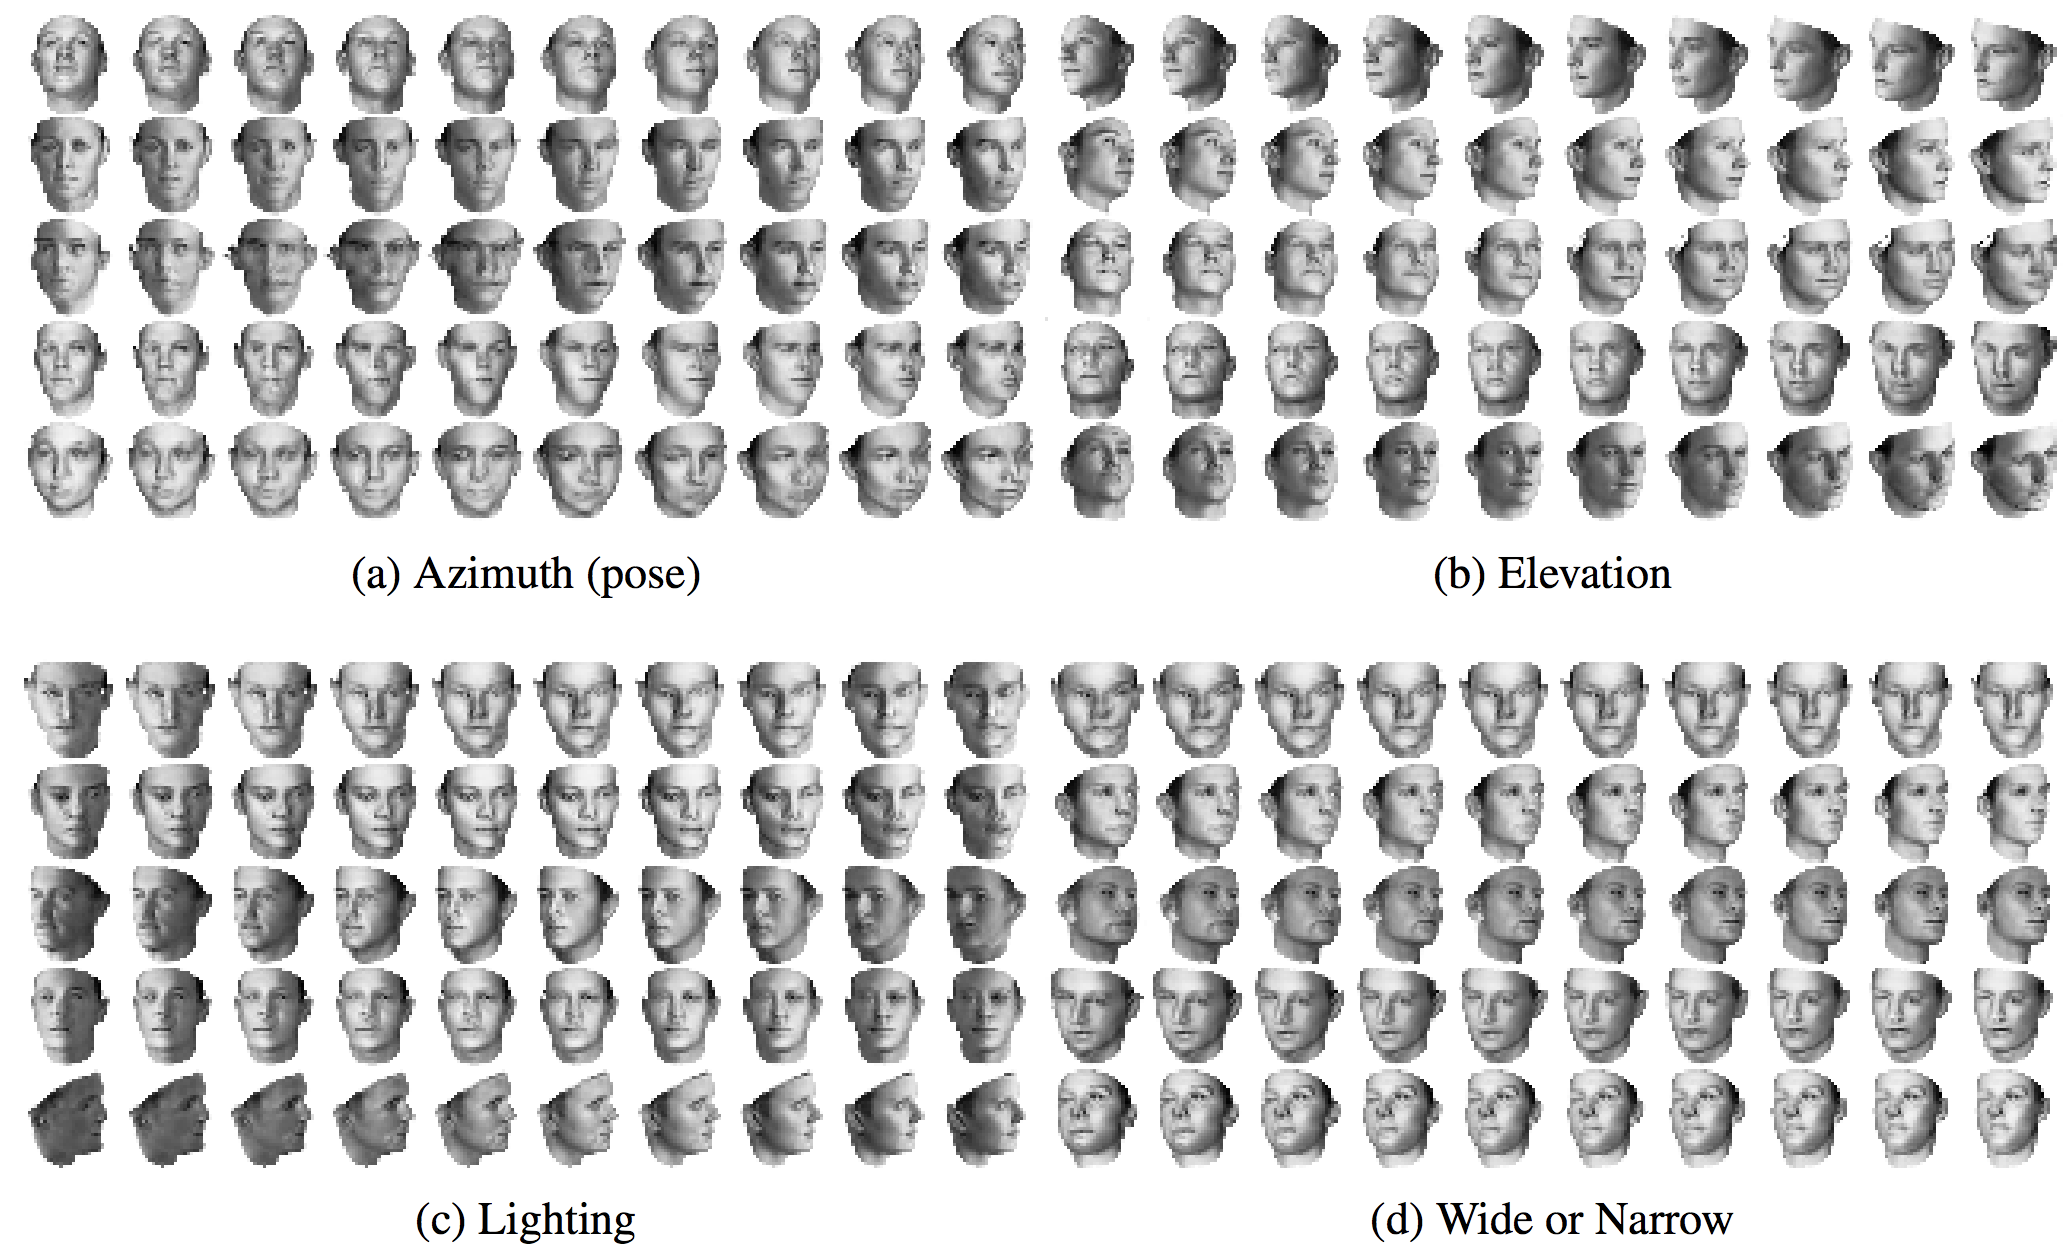 (a) Azimuth (pose)
(b) Elevation
(c) Lighting
(d) Wide or Narrow